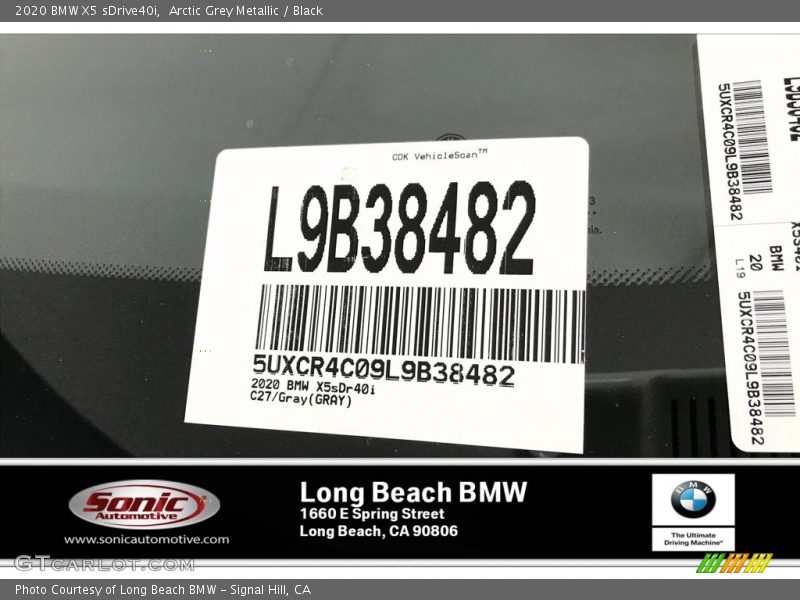 2020 BMW X5 sDrive40i, Arctic Grey Metallic / Black
CDK VehicleScan™
L9B38482
5UXCR4C09L9B38482
2020 BMW X5sDr40i
C27/Gray(GRAY)
5UXCR4C09L9B38482
BMW
20
L19
5UXCR4C09L9B38482
Sonic
Automotive
www.sonicautomotive.com
Long Beach BMW
1660 E Spring Street
Long Beach, CA 90806
BMW
The Ultimate
Driving Machine®
GTCarLot.com
Photo Courtesy of Long Beach BMW - Signal Hill, CA